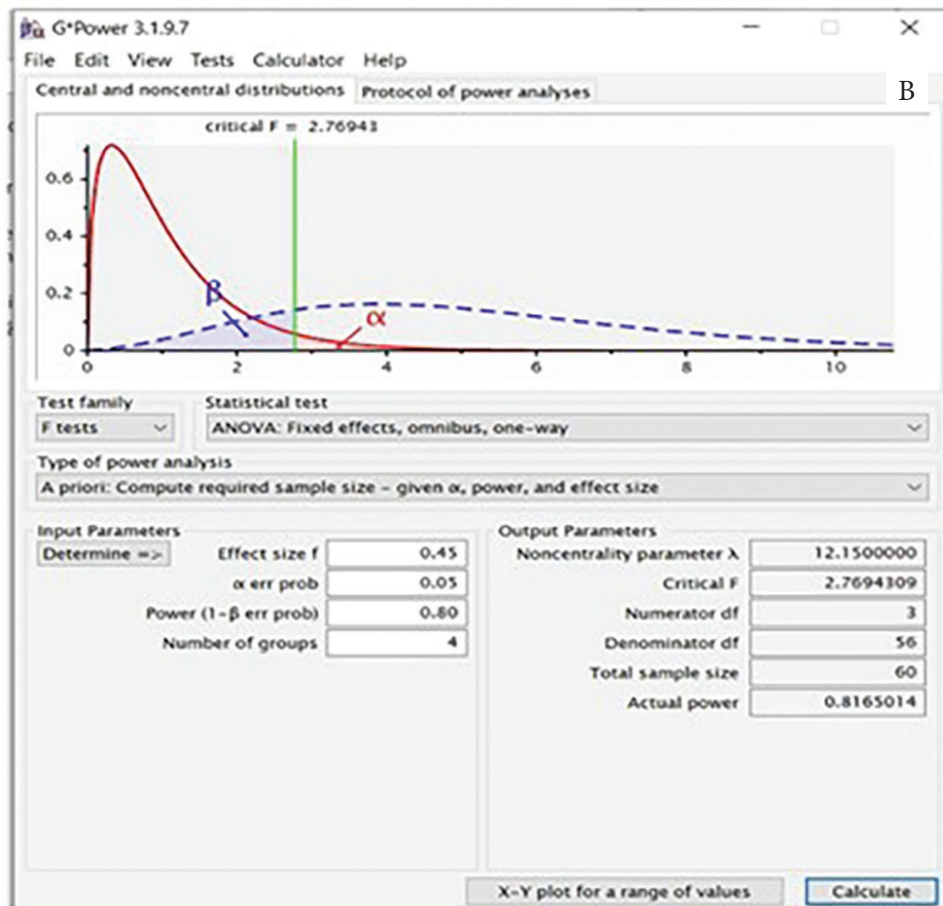 G*Power 3.1.9.7
File Edit View Tests Calculator Help
Central and noncentral distributions Protocol of power analyses
B
critical F = 2.76943
0.6
0.4
0.2
0
β
α
0 2 4 6 8 10
Test family Statistical test
F tests ANOVA: Fixed effects, omnibus, one-way
Type of power analysis
A priori: Compute required sample size – given α, power, and effect size
Input Parameters Output Parameters
Determine => Effect size f 0.45 Noncentrality parameter λ 12.1500000
α err prob 0.05 Critical F 2.7694309
Power (1-β err prob) 0.80 Numerator df 3
Number of groups 4 Denominator df 56
Total sample size 60
Actual power 0.8165014
X-Y plot for a range of values Calculate